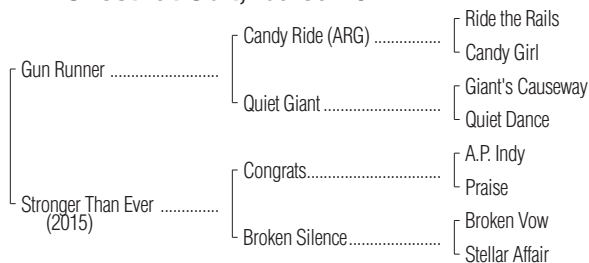 Ride the Rails
Candy Ride (ARG) ................
Candy Girl
Gun Runner ..........................
Giant's Causeway
Quiet Giant ............................
Quiet Dance
A.P. Indy
Congrats................................
Praise
Stronger Than Ever ..............
(2015)
Broken Vow
Broken Silence......................
Stellar Affair